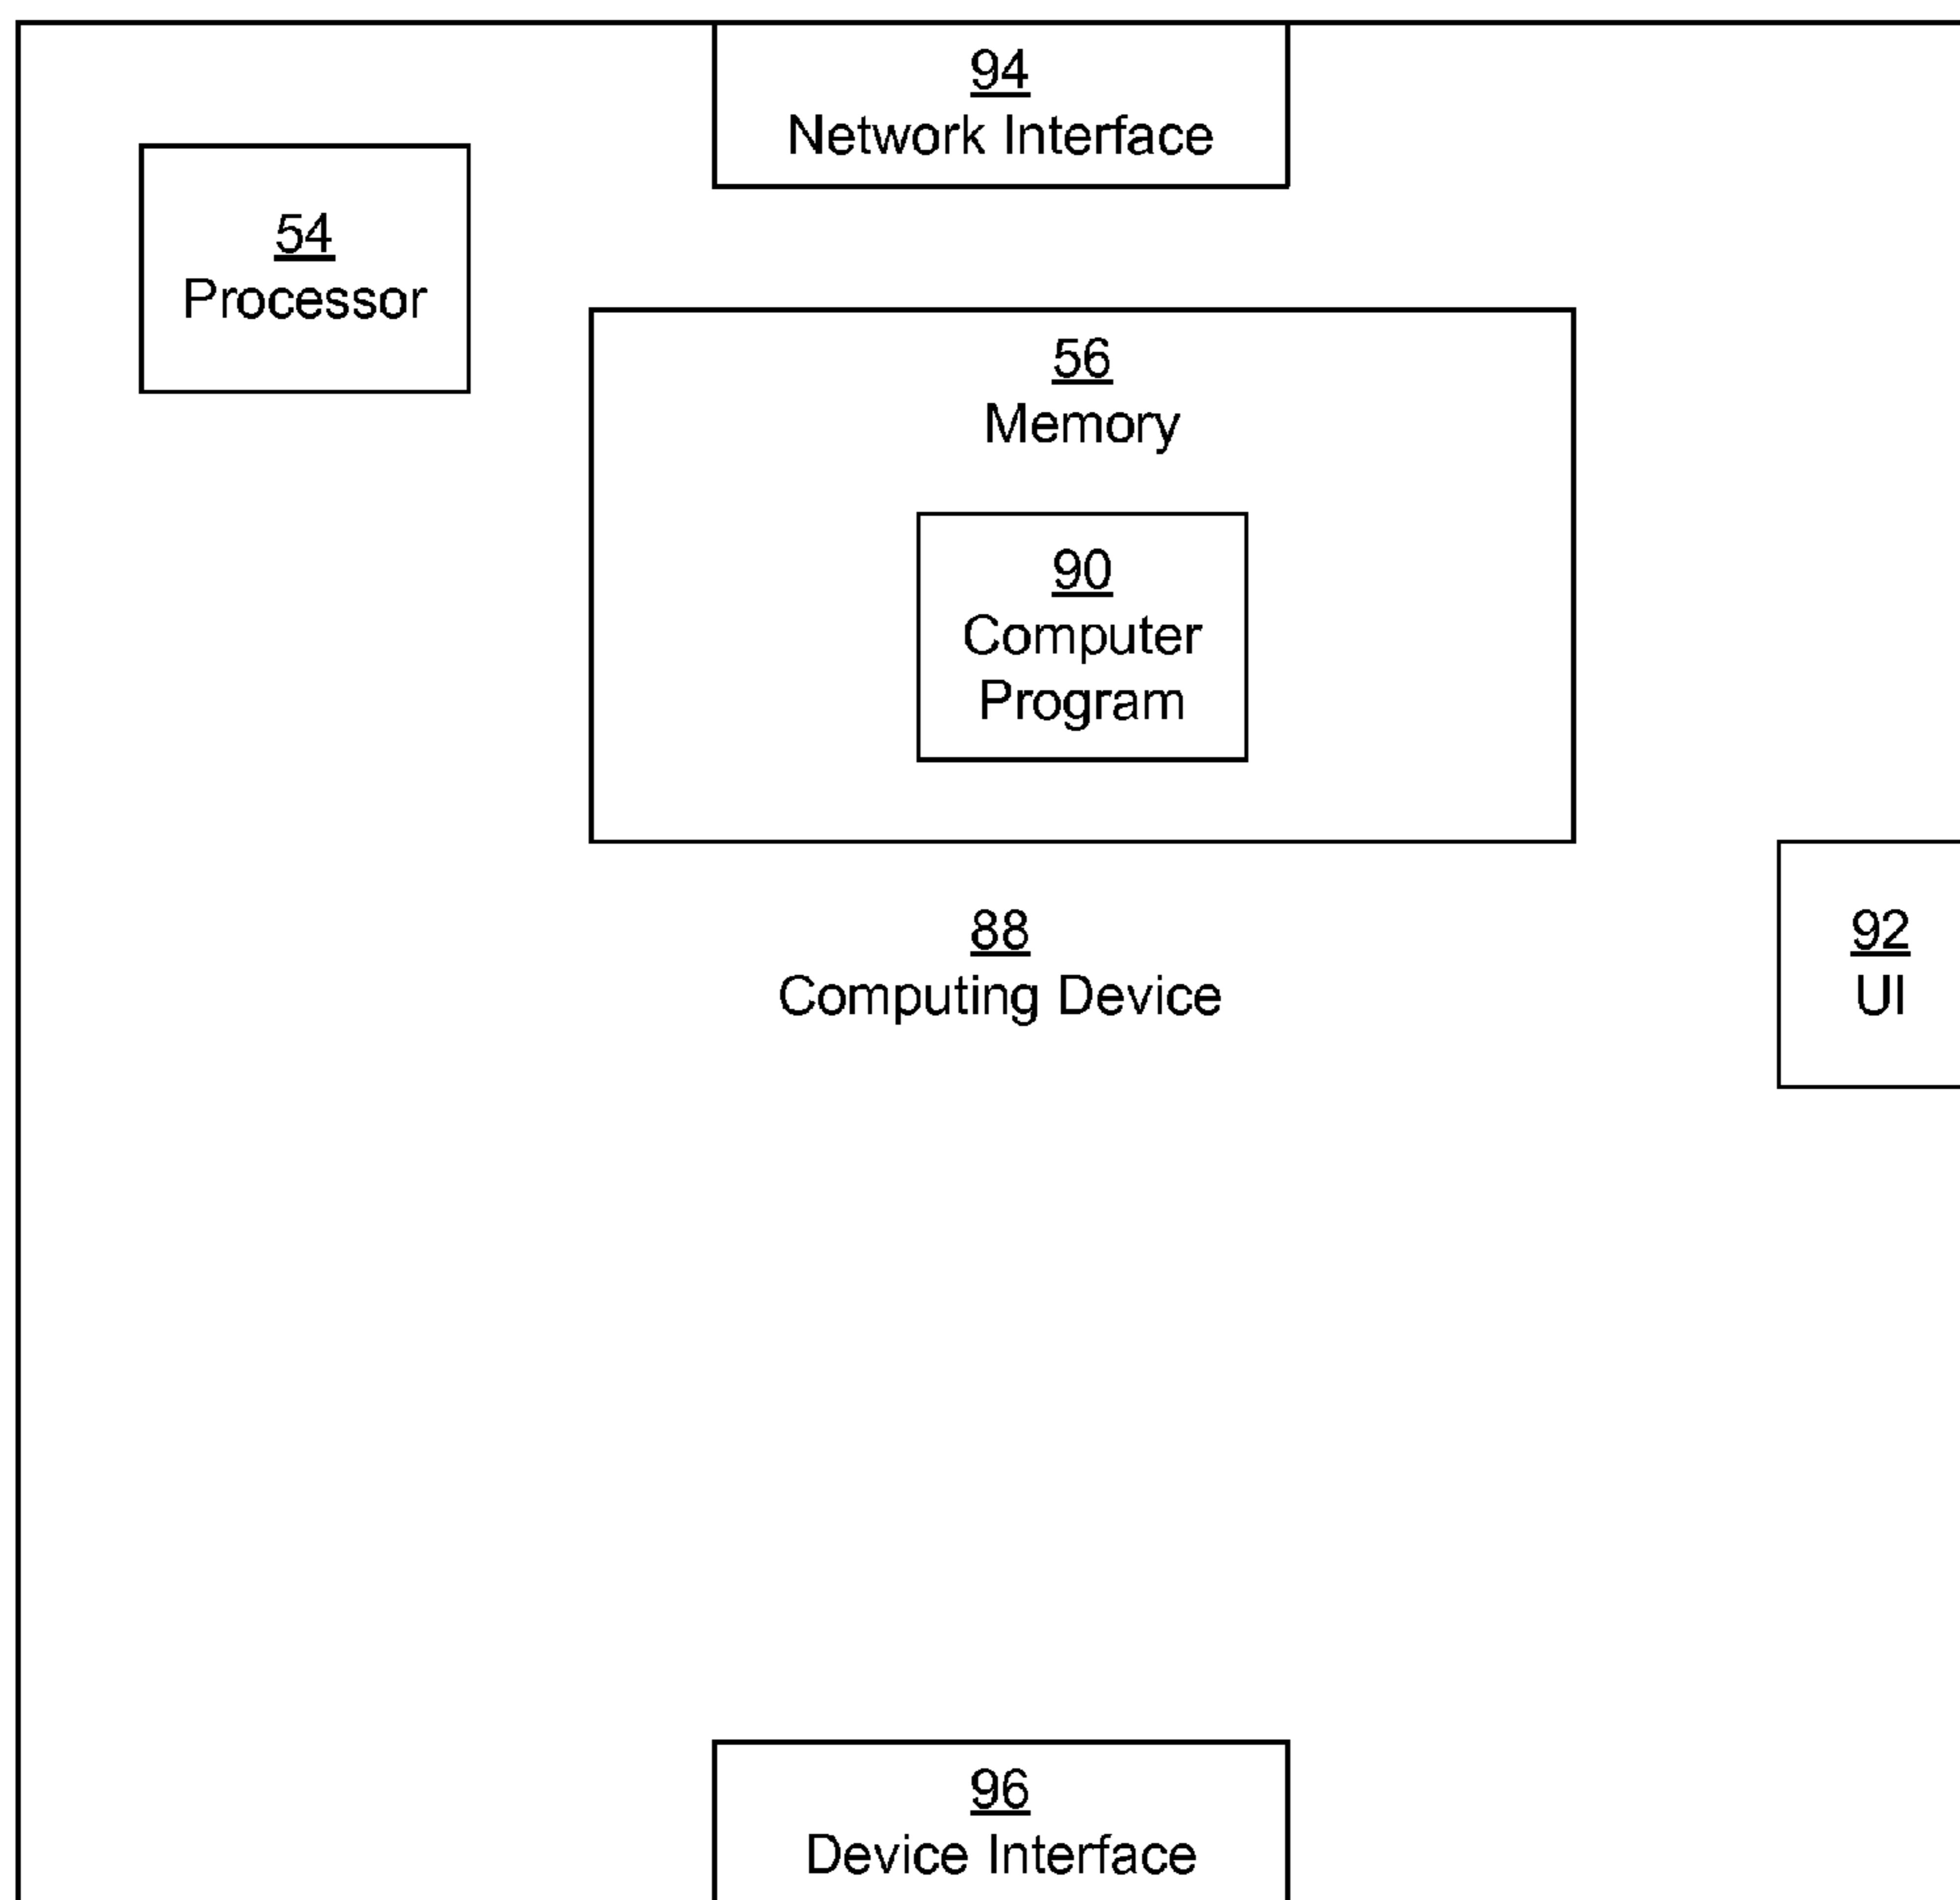 94
Network Interface
54
Processor
56
Memory
90
Computer
Program
88
Computing Device
92
UI
96
Device Interface